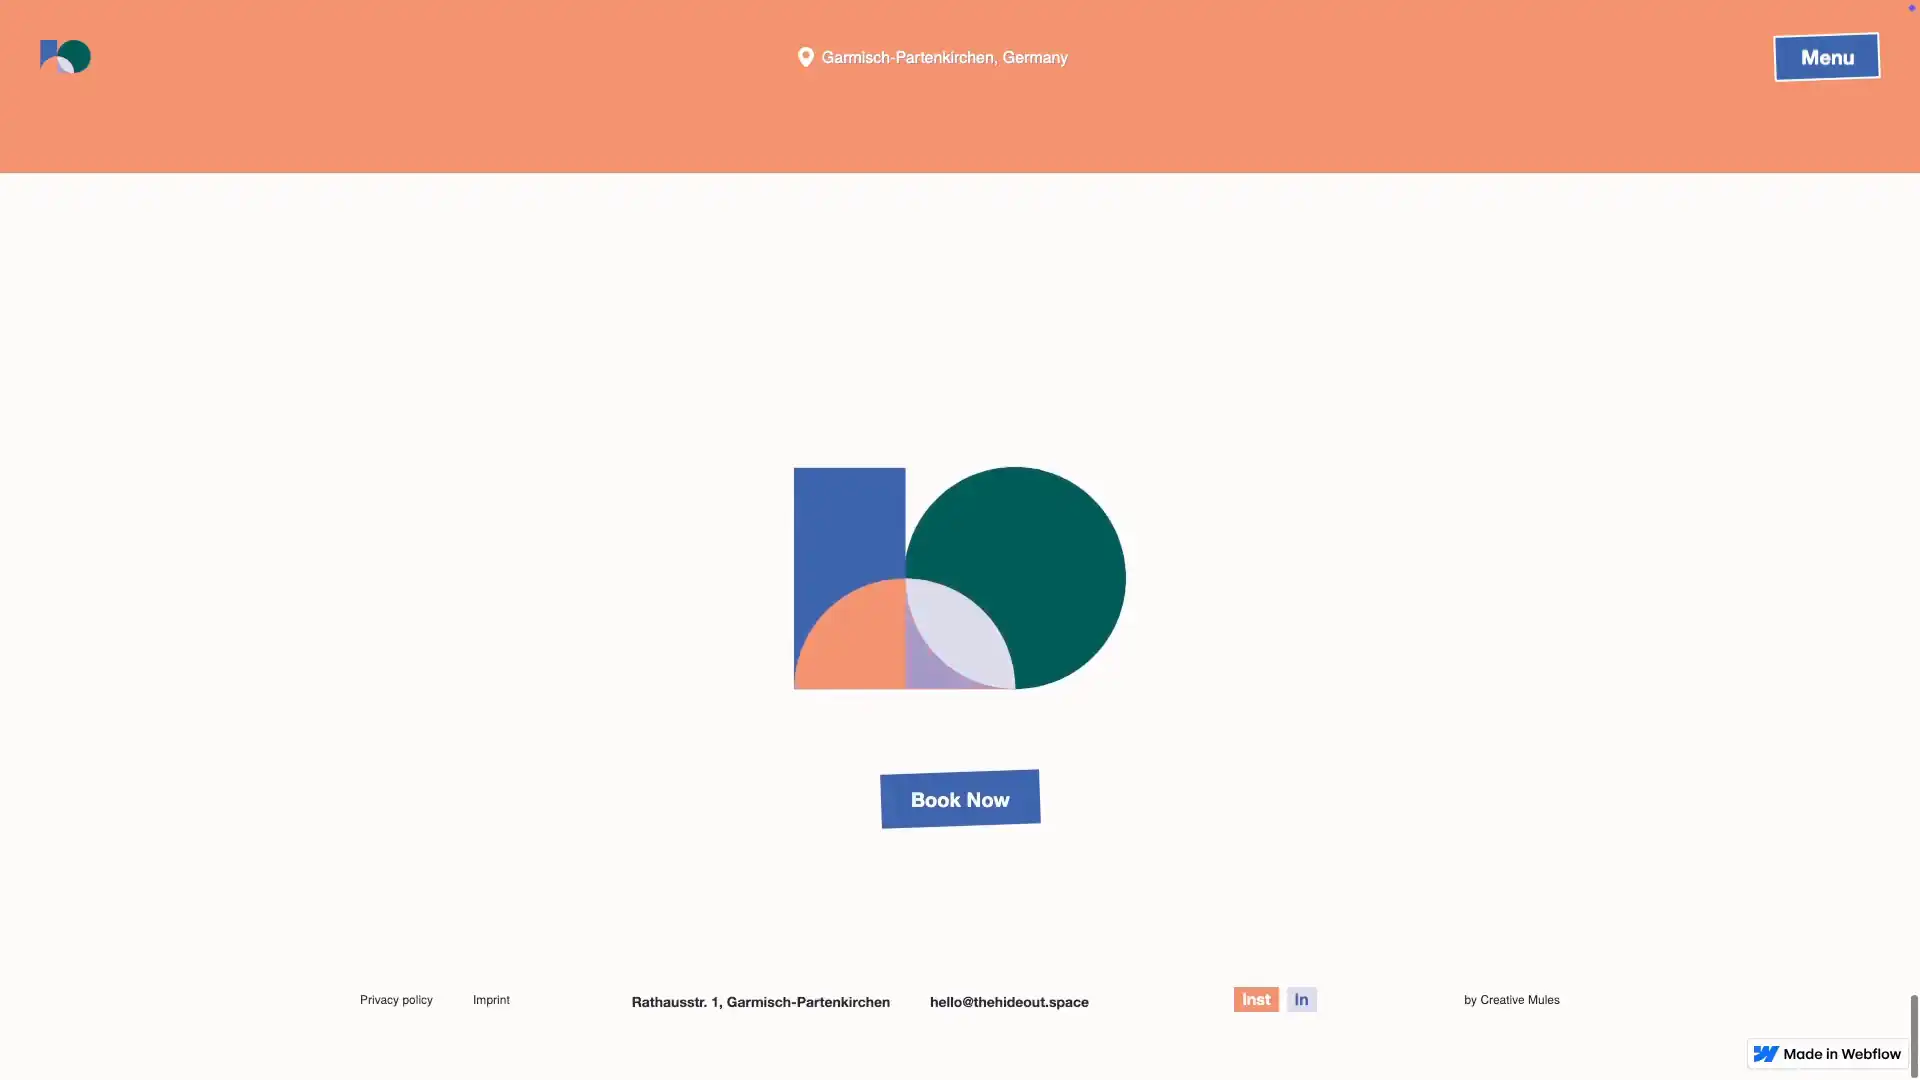 Garmisch-Partenkirchen, Germany
Menu
Book Now
Privacy policy
Imprint
Rathausstr. 1, Garmisch-Partenkirchen
hello@thehideout.space
Inst
In
by Creative Mules
Made in Webflow